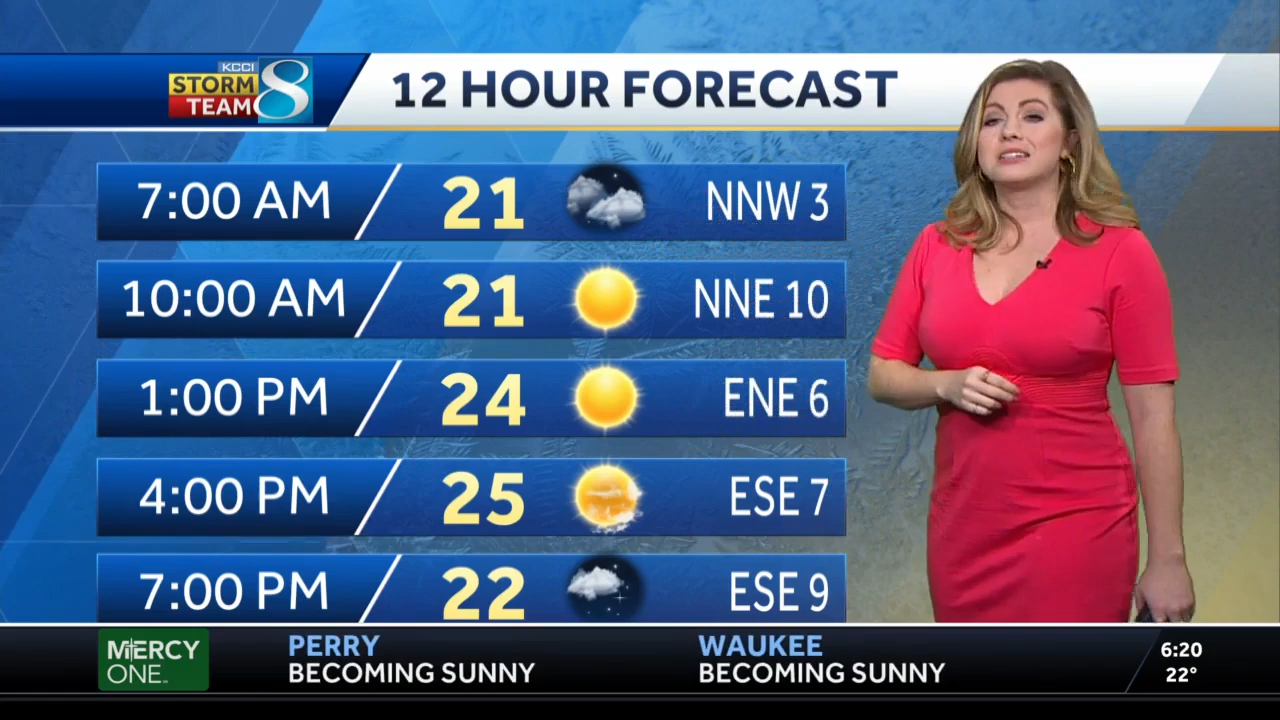 KCCI
STORM
TEAM 8
12 HOUR FORECAST
7:00 AM 21 NNW 3
10:00 AM 21 NNE 10
1:00 PM 24 ENE 6
4:00 PM 25 ESE 7
7:00 PM 22 ESE 9
MERCY
ONE
PERRY
BECOMING SUNNY
WAUKEE
BECOMING SUNNY
6:20
22°